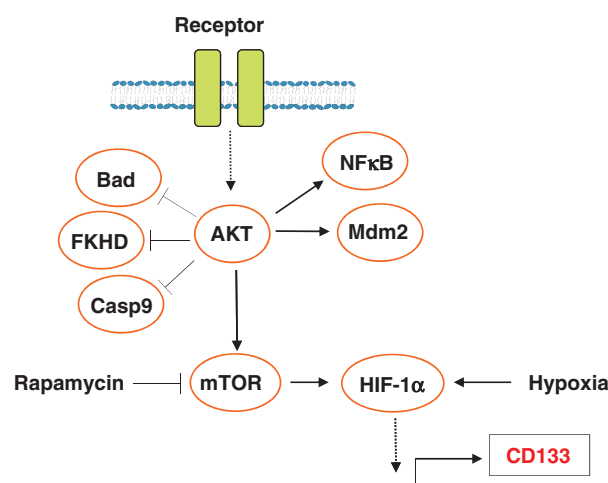 Receptor
NFκB
Bad
AKT
Mdm2
FKHD
Casp9
Rapamycin
mTOR
HIF-1α
Hypoxia
CD133